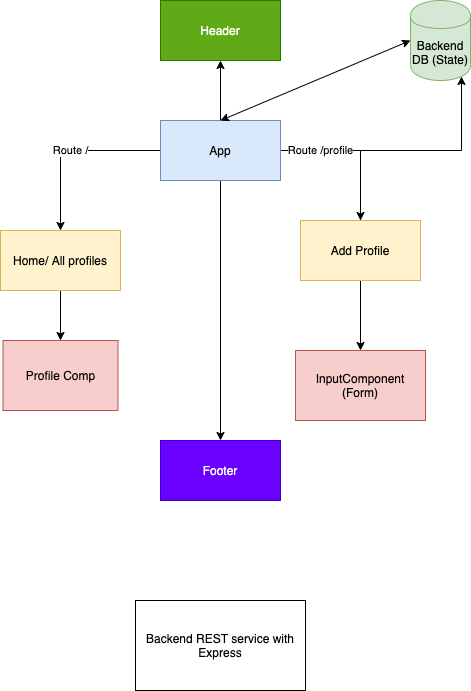 Header
Backend
DB (State)
App
Route /
Route /profile
Home/ All profiles
Add Profile
Profile Comp
InputComponent
(Form)
Footer
Backend REST service with
Express